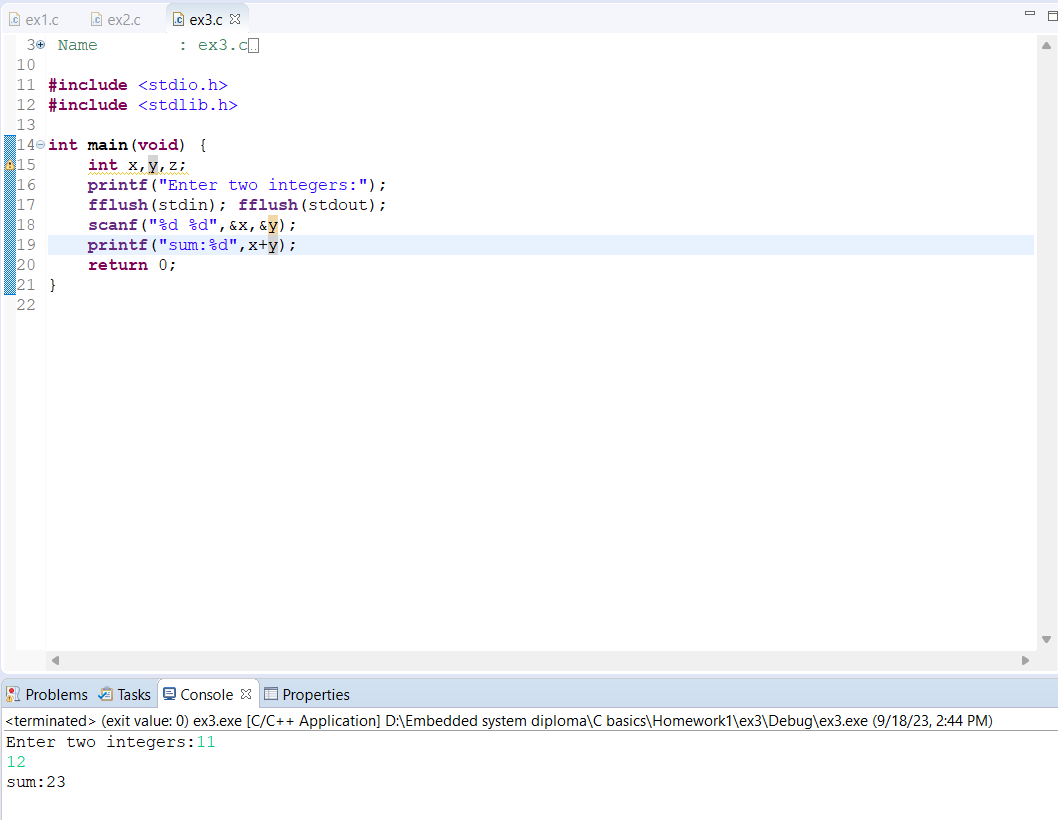 ex1.c ex2.c ex3.c
3 Name : ex3.c
10
11 #include <stdio.h>
12 #include <stdlib.h>
13
14 int main(void) {
15 int x,y,z;
16 printf("Enter two integers:");
17 fflush(stdin); fflush(stdout);
18 scanf("%d %d",&x,&y);
19 printf("sum:%d",x+y);
20 return 0;
21 }
22
Problems Tasks Console Properties
<terminated> (exit value: 0) ex3.exe [C/C++ Application] D:\Embedded system diploma\C basics\Homework1\ex3\Debug\ex3.exe (9/18/23, 2:44 PM)
Enter two integers:11
12
sum:23